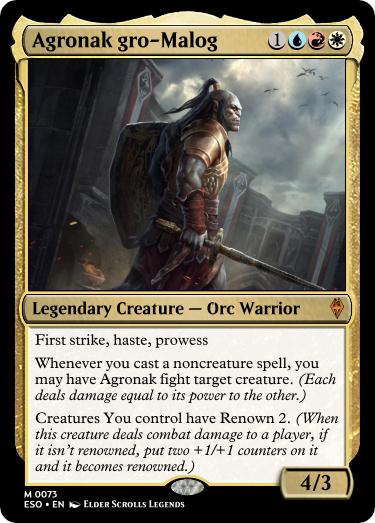 Agronak gro-Malog 1
Legendary Creature — Orc Warrior
First strike, haste, prowess
Whenever you cast a noncreature spell, you
may have Agronak fight target creature. (Each
deals damage equal to its power to the other.)
Creatures You control have Renown 2. (When
this creature deals combat damage to a player, if
it isn't renowned, put two +1/+1 counters on it
and it becomes renowned.)
4/3
M 0073
ESO • EN Elder Scrolls Legends